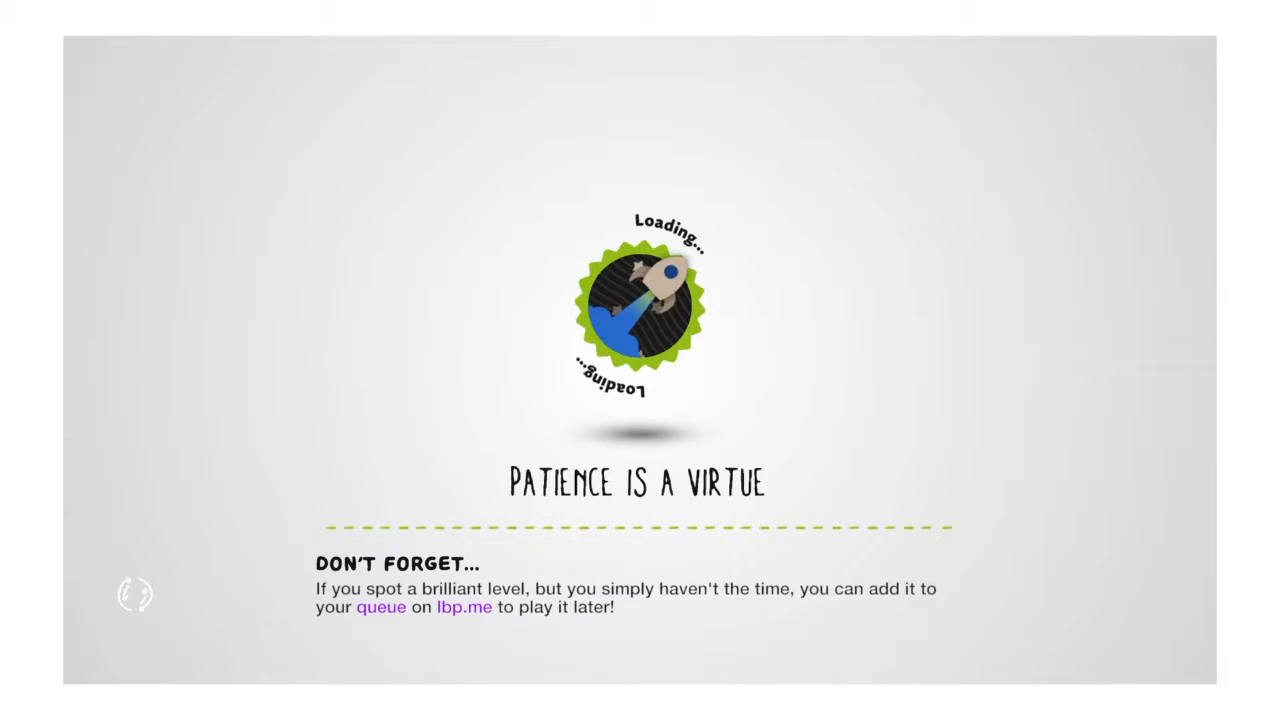 Loading...
Loading...
PATIENCE IS A VIRTUE
DON'T FORGET...
If you spot a brilliant level, but you simply haven't the time, you can add it to
your queue on lbp.me to play it later!